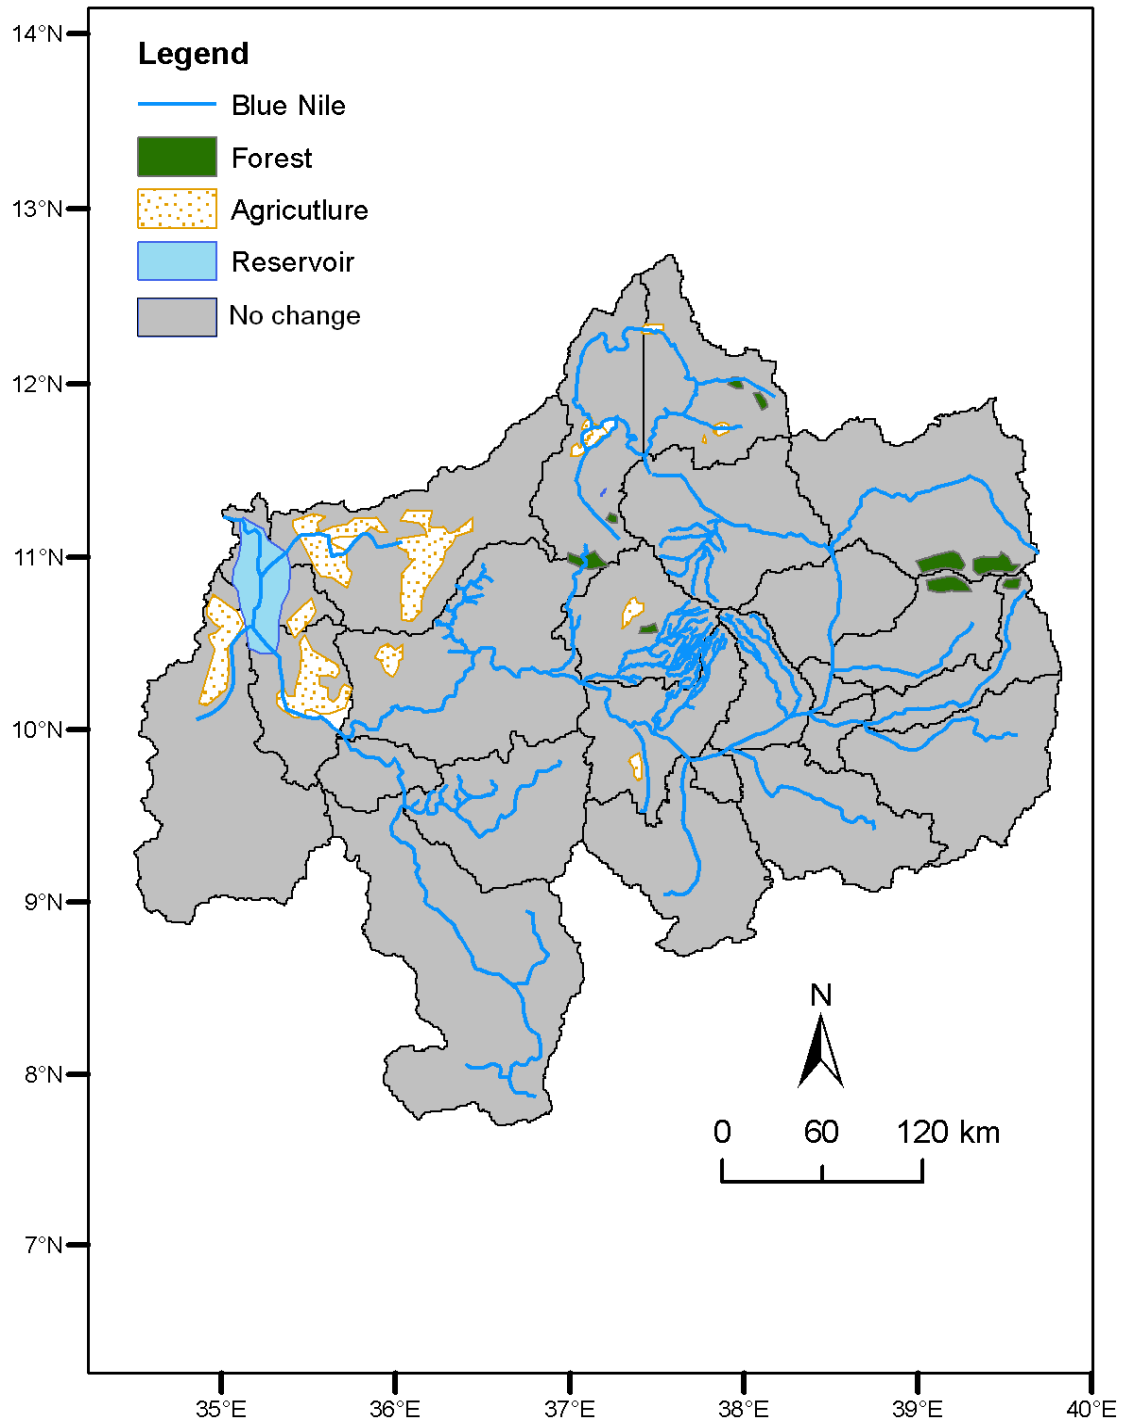 14°N
Legend
Blue Nile
Forest
Agricutlure
Reservoir
No change
13°N
12°N
11°N
10°N
9°N
8°N
7°N
N
0 60 120 km
35°E 36°E 37°E 38°E 39°E 40°E